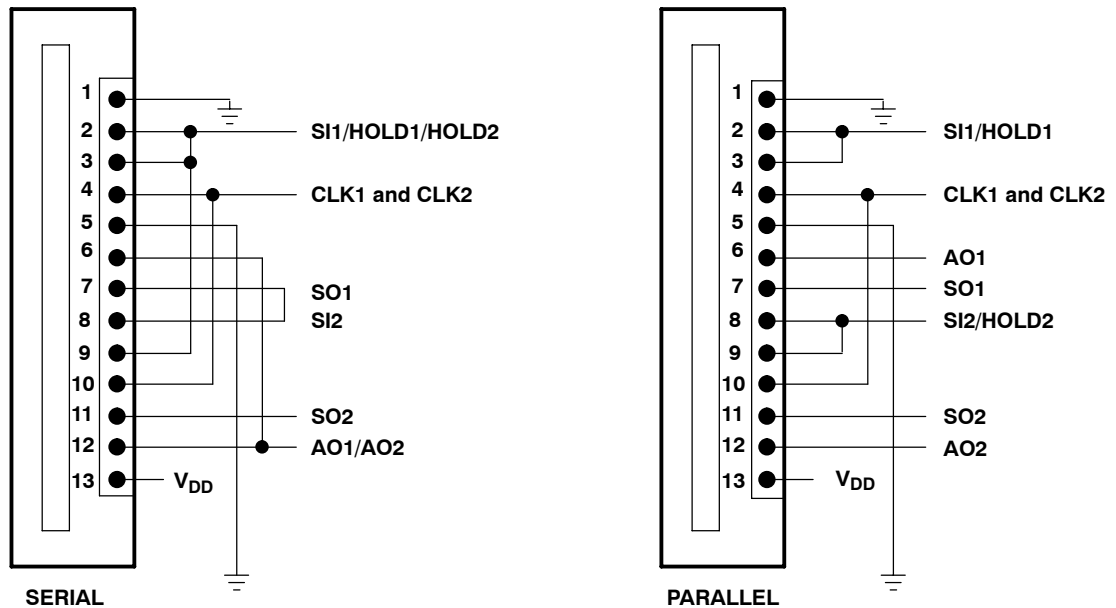 1
2 SI1/HOLD1/HOLD2
3
4 CLK1 and CLK2
5
6
7 SO1
8 SI2
9
10
11 SO2
12 AO1/AO2
13 VDD
SERIAL
1
2 SI1/HOLD1
3
4 CLK1 and CLK2
5
6 AO1
7 SO1
8 SI2/HOLD2
9
10
11 SO2
12 AO2
13 VDD
PARALLEL